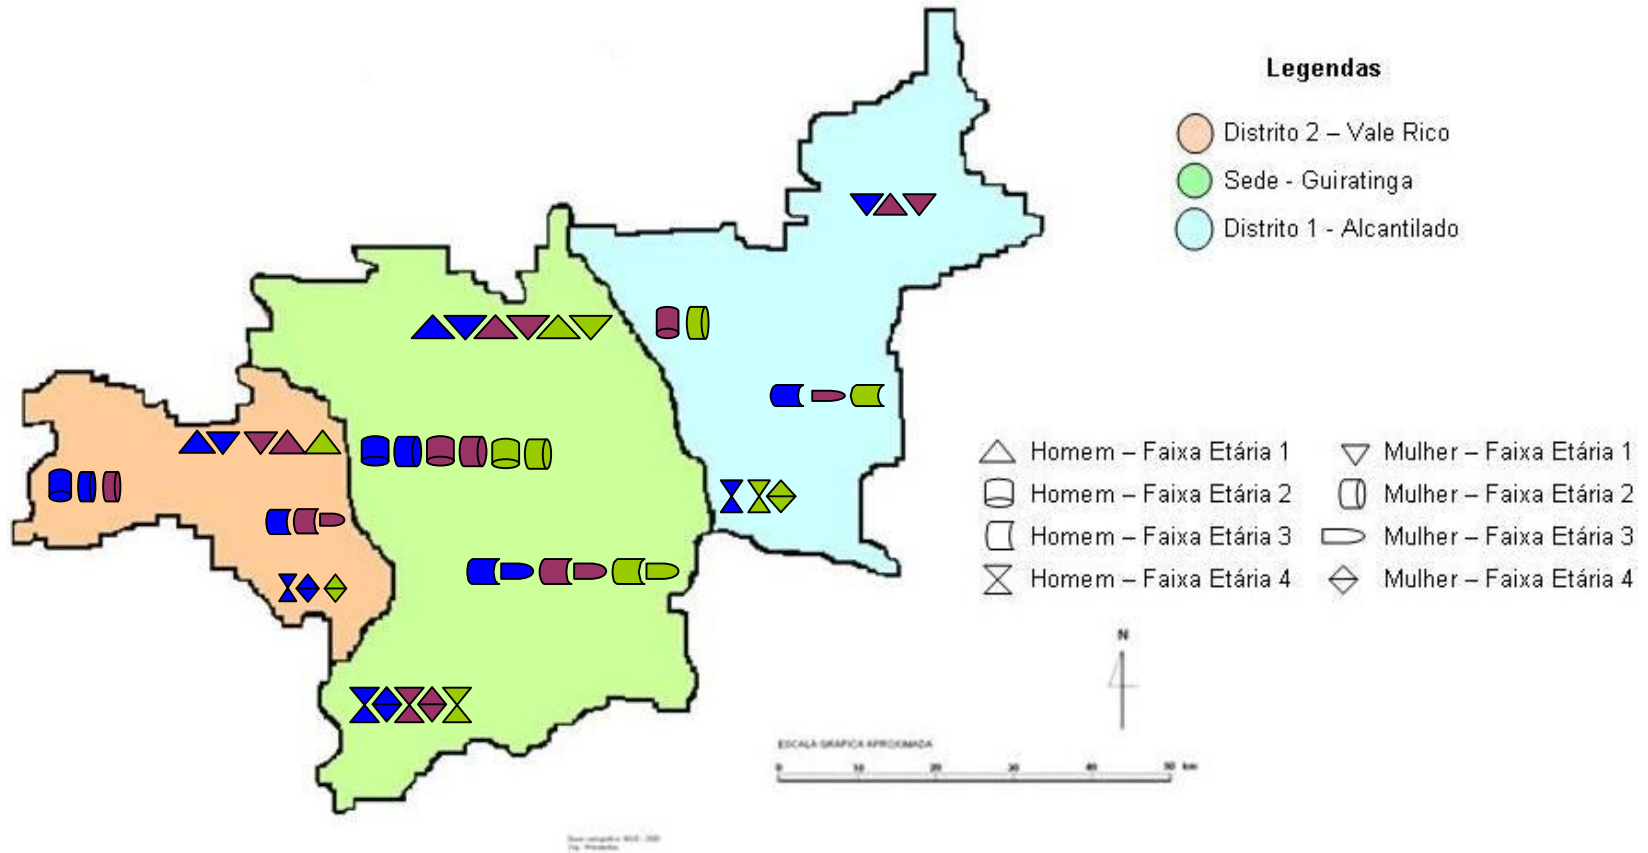 Legendas
Distrito 2 – Vale Rico
Sede - Guiratinga
Distrito 1 - Alcantilado
Homem – Faixa Etária 1
Mulher – Faixa Etária 1
Homem – Faixa Etária 2
Mulher – Faixa Etária 2
Homem – Faixa Etária 3
Mulher – Faixa Etária 3
Homem – Faixa Etária 4
Mulher – Faixa Etária 4
N
ESCALA GRÁFICA APROXIMADA
0 10 20 30 40 50 km